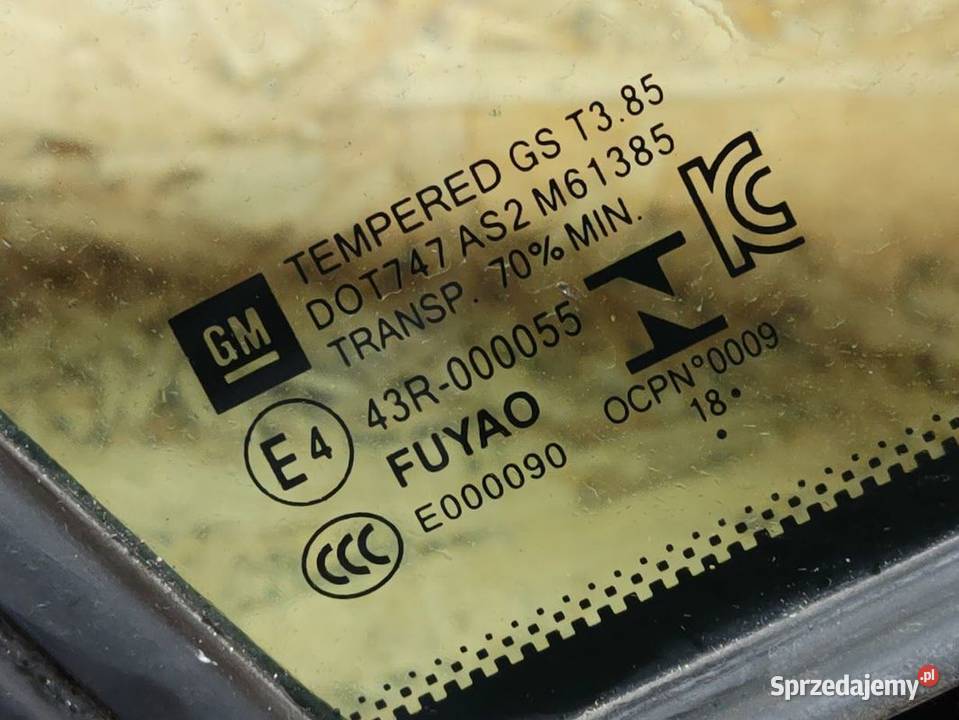 TEMPERED GS T3.85
DOT747 AS2 M61385
TRANSP. 70% MIN.
GM
43R-000055
E4
FUYAO
OCPN°0009
18
E000090
CCC
KC
Sprzedajemy.pl